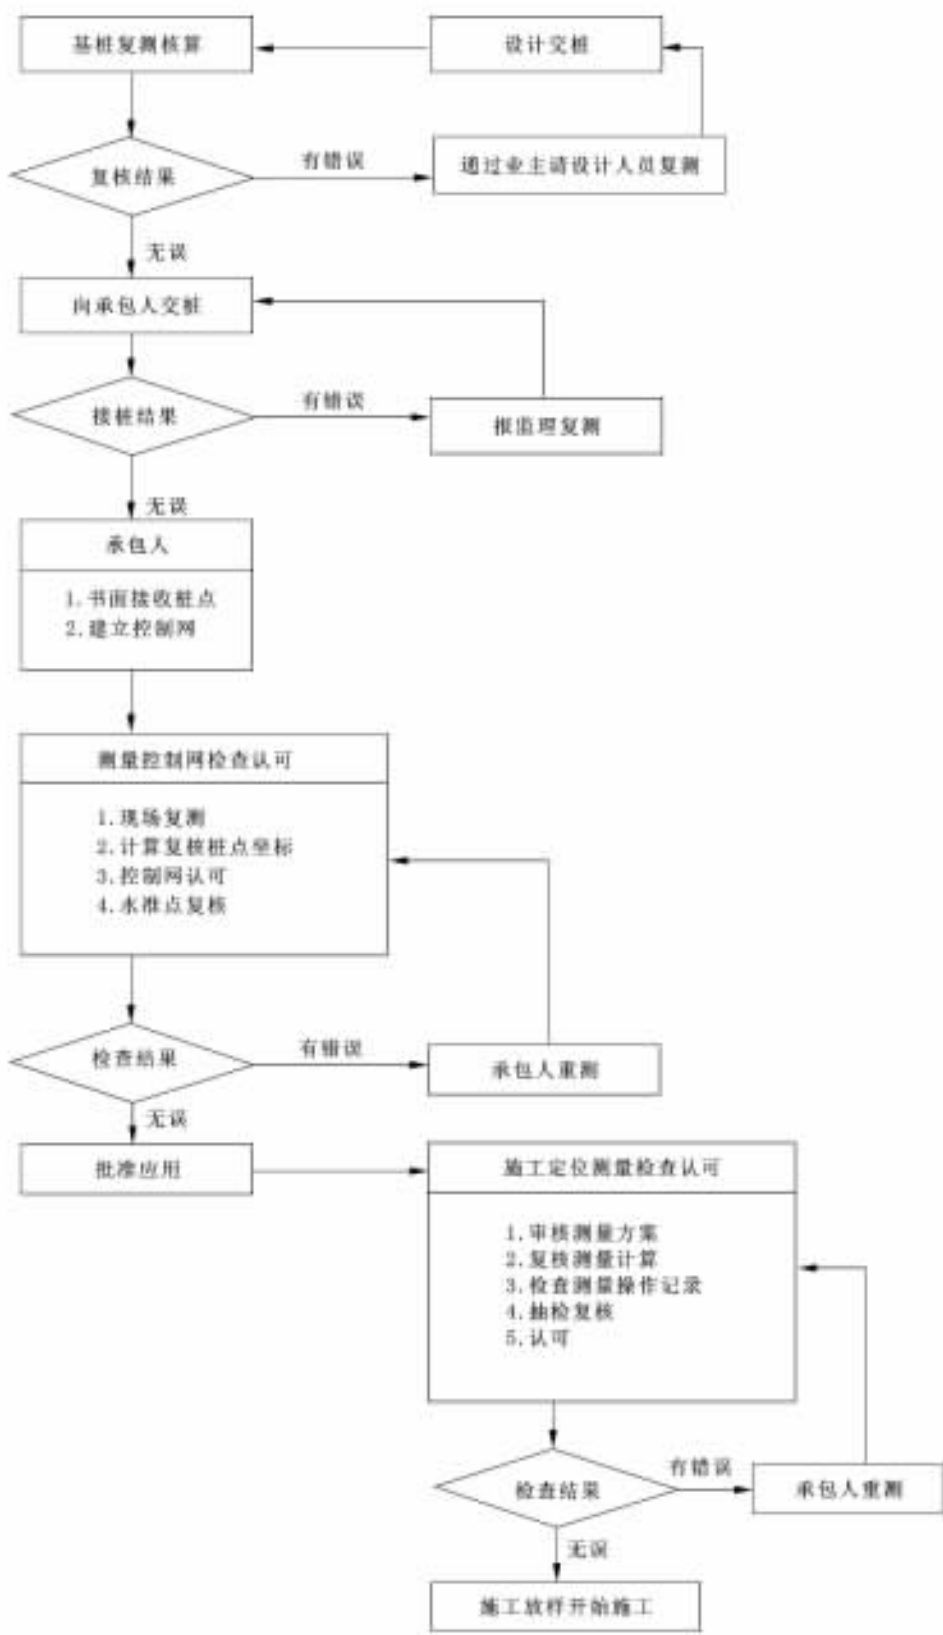 基桩复测核算
设计交桩
复核结果
有错误
通过业主请设计人员复测
无误
向承包人交桩
接桩结果
有错误
报监理复测
无误
承包人
1.书面接收桩点
2.建立控制网
测量控制网检查认可
1.现场复测
2.计算复核桩点坐标
3.控制网认可
4.水准点复核
检查结果
有错误
承包人重测
无误
批准应用
施工定位测量检查认可
1.审核测量方案
2.复核测量计算
3.检查测量操作记录
4.抽检复核
5.认可
检查结果
有错误
承包人重测
无误
施工放样开始施工